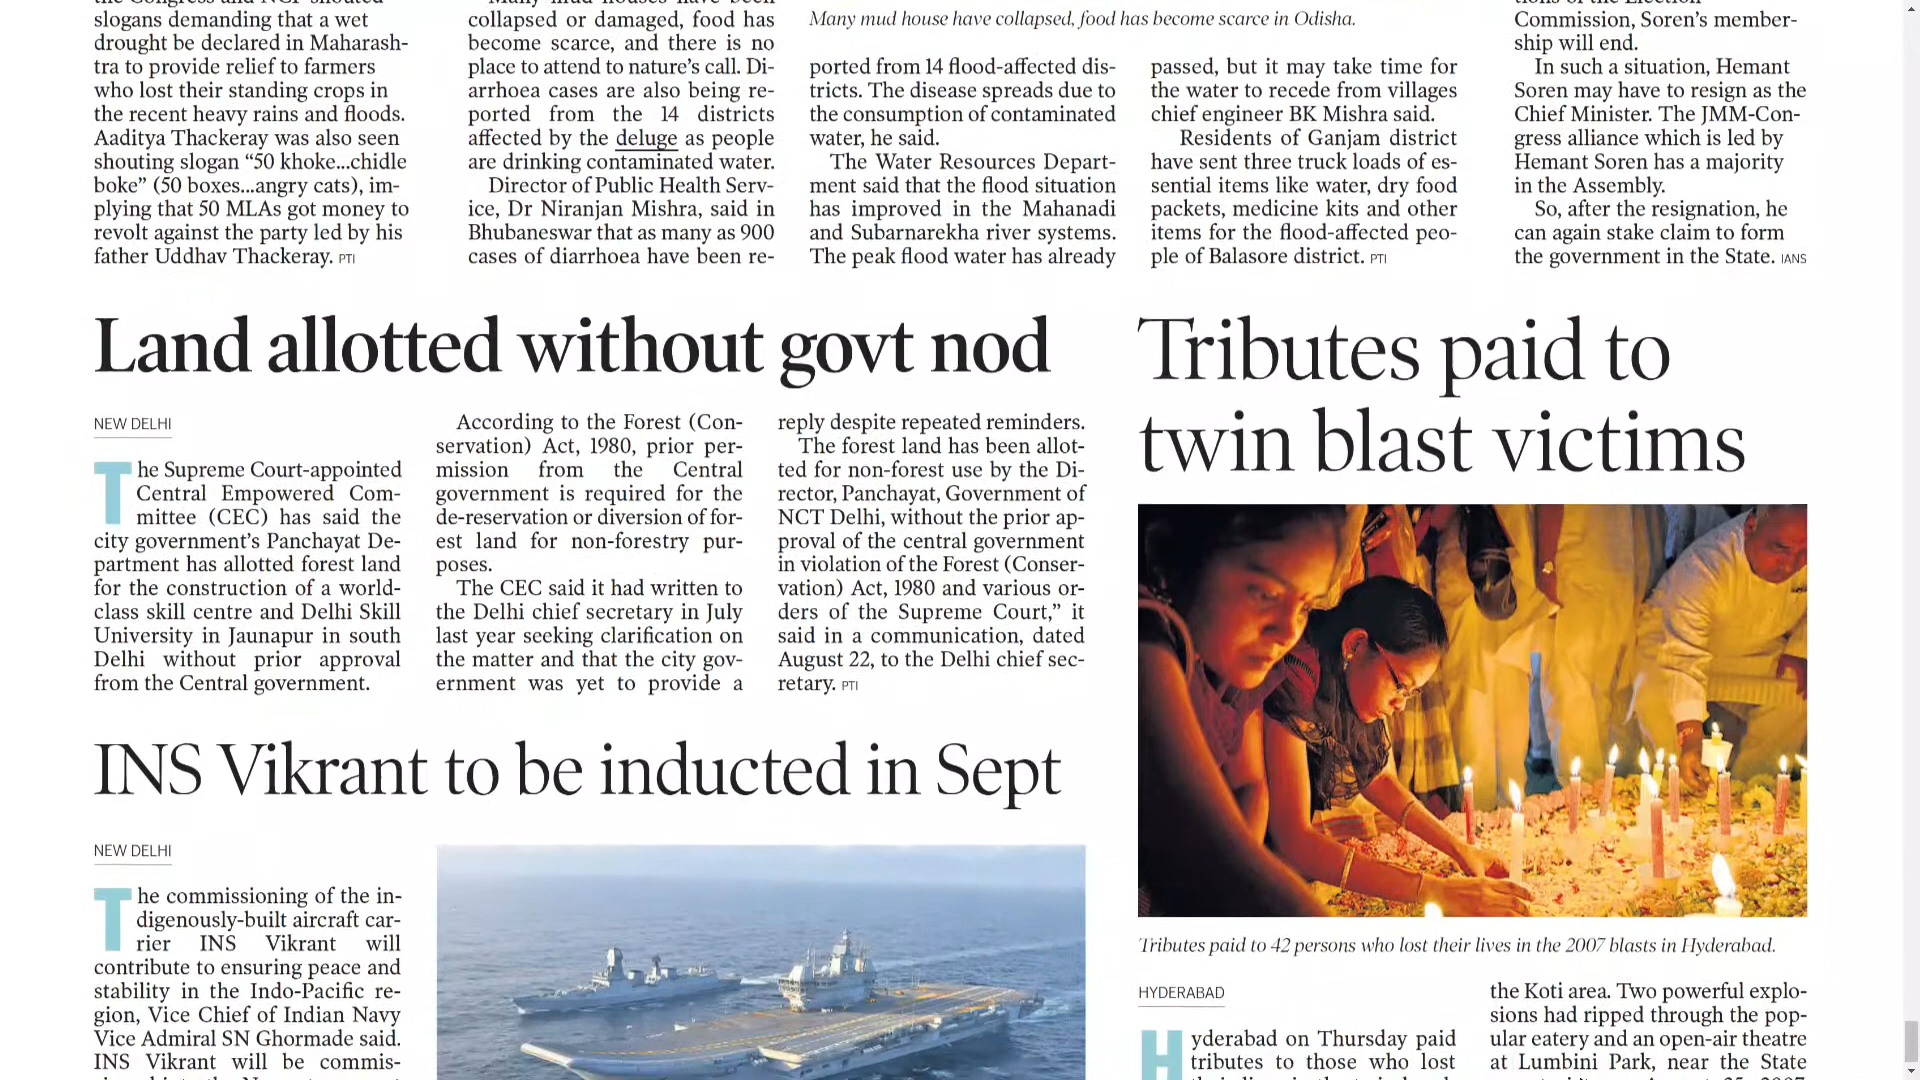 slogans demanding that a wet
drought be declared in Maharash-
tra to provide relief to farmers
who lost their standing crops in
the recent heavy rains and floods.
Aaditya Thackeray was also seen
shouting slogan “50 khoke...chidle
boke” (50 boxes...angry cats), im-
plying that 50 MLAs got money to
revolt against the party led by his
father Uddhav Thackeray. PTI
collapsed or damaged, food has
become scarce, and there is no
place to attend to nature’s call. Di-
arrhoea cases are also being re-
ported from the 14 districts
affected by the deluge as people
are drinking contaminated water.
Director of Public Health Serv-
ice, Dr Niranjan Mishra, said in
Bhubaneswar that as many as 900
cases of diarrhoea have been re-
Many mud house have collapsed, food has become scarce in Odisha.
ported from 14 flood-affected dis-
tricts. The disease spreads due to
the consumption of contaminated
water, he said.
The Water Resources Depart-
ment said that the flood situation
has improved in the Mahanadi
and Subarnarekha river systems.
The peak flood water has already
passed, but it may take time for
the water to recede from villages
chief engineer BK Mishra said.
Residents of Ganjam district
have sent three truck loads of es-
sential items like water, dry food
packets, medicine kits and other
items for the flood-affected peo-
ple of Balasore district. PTI
Commission, Soren’s member-
ship will end.
In such a situation, Hemant
Soren may have to resign as the
Chief Minister. The JMM-Con-
gress alliance which is led by
Hemant Soren has a majority
in the Assembly.
So, after the resignation, he
can again stake claim to form
the government in the State. IANS
Land allotted without govt nod
NEW DELHI
The Supreme Court-appointed
Central Empowered Com-
mittee (CEC) has said the
city government’s Panchayat De-
partment has allotted forest land
for the construction of a world-
class skill centre and Delhi Skill
University in Jaunapur in south
Delhi without prior approval
from the Central government.
According to the Forest (Con-
servation) Act, 1980, prior per-
mission from the Central
government is required for the
de-reservation or diversion of for-
est land for non-forestry pur-
poses.
The CEC said it had written to
the Delhi chief secretary in July
last year seeking clarification on
the matter and that the city gov-
ernment was yet to provide a
reply despite repeated reminders.
The forest land has been allot-
ted for non-forest use by the Di-
rector, Panchayat, Government of
NCT Delhi, without the prior ap-
proval of the central government
in violation of the Forest (Conser-
vation) Act, 1980 and various or-
ders of the Supreme Court,” it
said in a communication, dated
August 22, to the Delhi chief sec-
retary. PTI
INS Vikrant to be inducted in Sept
NEW DELHI
The commissioning of the in-
digenously-built aircraft car-
rier INS Vikrant will
contribute to ensuring peace and
stability in the Indo-Pacific re-
gion, Vice Chief of Indian Navy
Vice Admiral SN Ghormade said.
INS Vikrant will be commis-
Tributes paid to
twin blast victims
Tributes paid to 42 persons who lost their lives in the 2007 blasts in Hyderabad.
HYDERABAD
Hyderabad on Thursday paid
tributes to those who lost
the Koti area. Two powerful explo-
sions had ripped through the pop-
ular eatery and an open-air theatre
at Lumbini Park, near the State